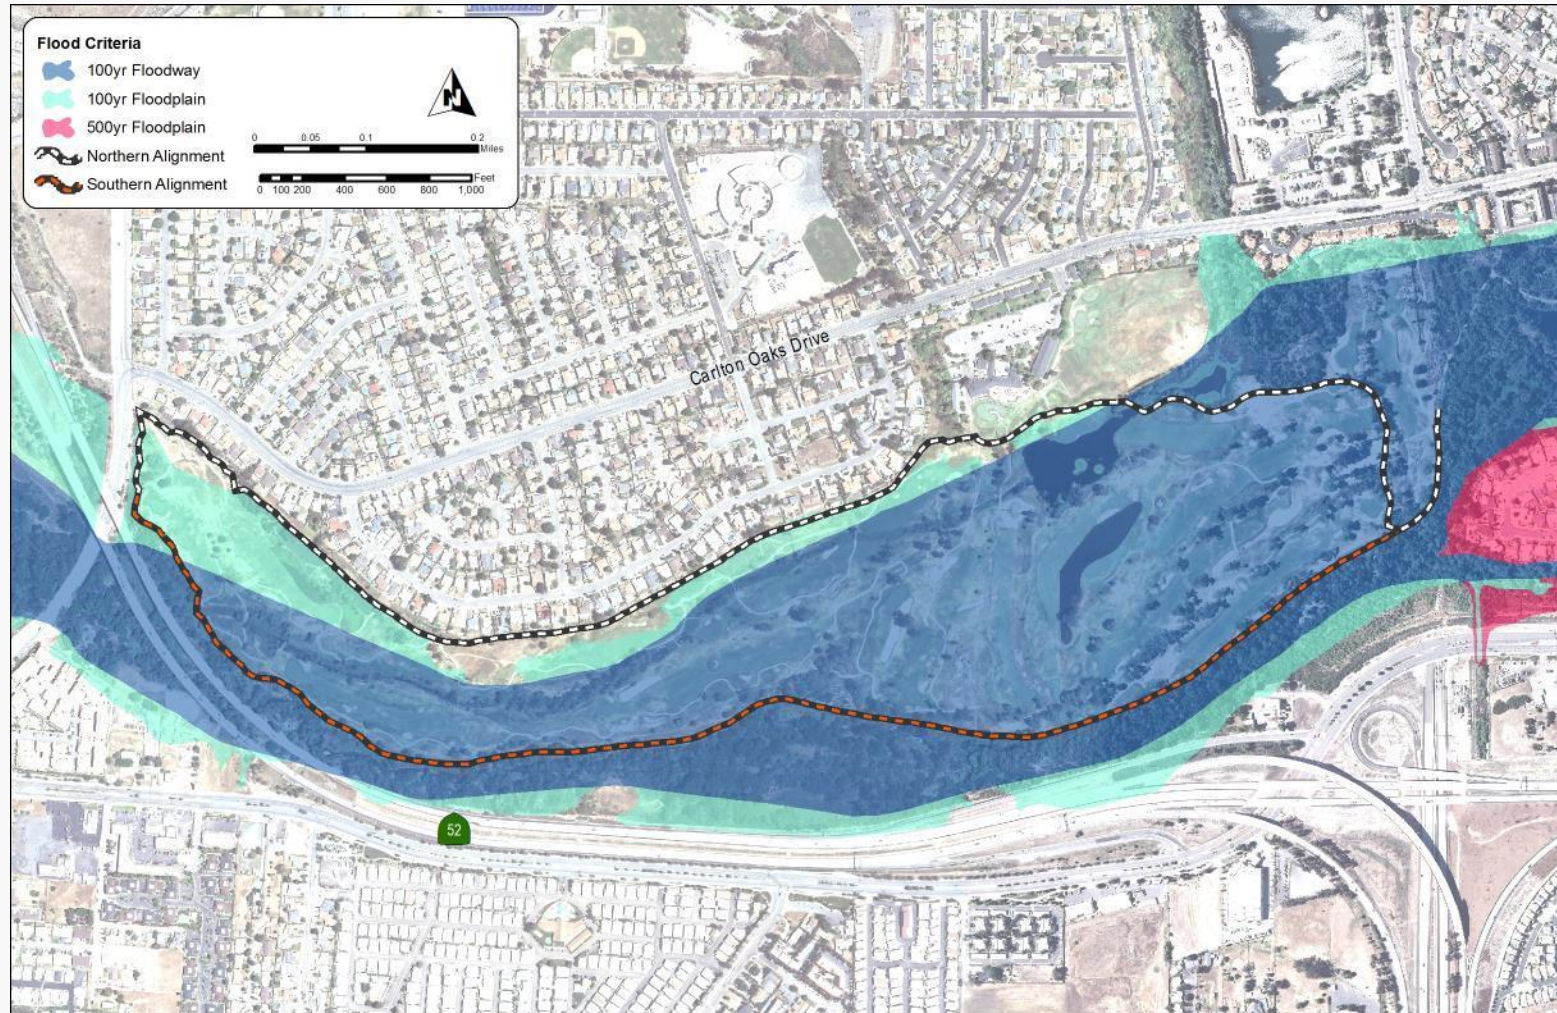 Flood Criteria
100yr Floodway
100yr Floodplain
500yr Floodplain
Northern Alignment
Southern Alignment
N
0 0.05 0.1 0.2
Miles
Feet
0 100 200 400 600 800 1,000
Carlton Oaks Drive
52